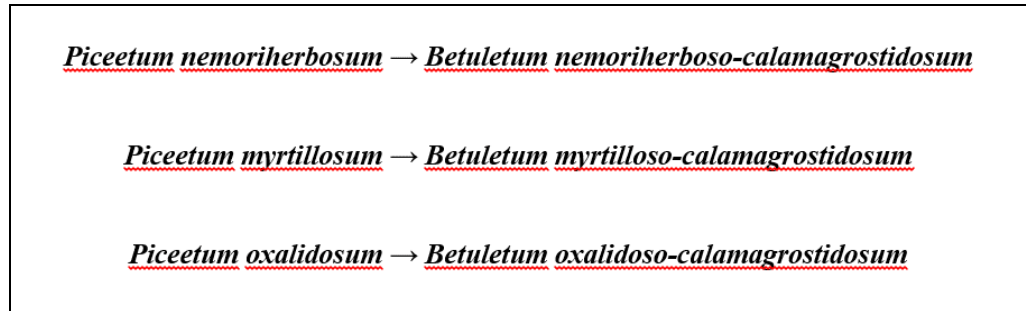 Piceetum nemoriherbosum → Betuletum nemoriherboso-calamagrostidosum
Piceetum myrtillosum → Betuletum myrtilloso-calamagrostidosum
Piceetum oxalidosum → Betuletum oxalidoso-calamagrostidosum